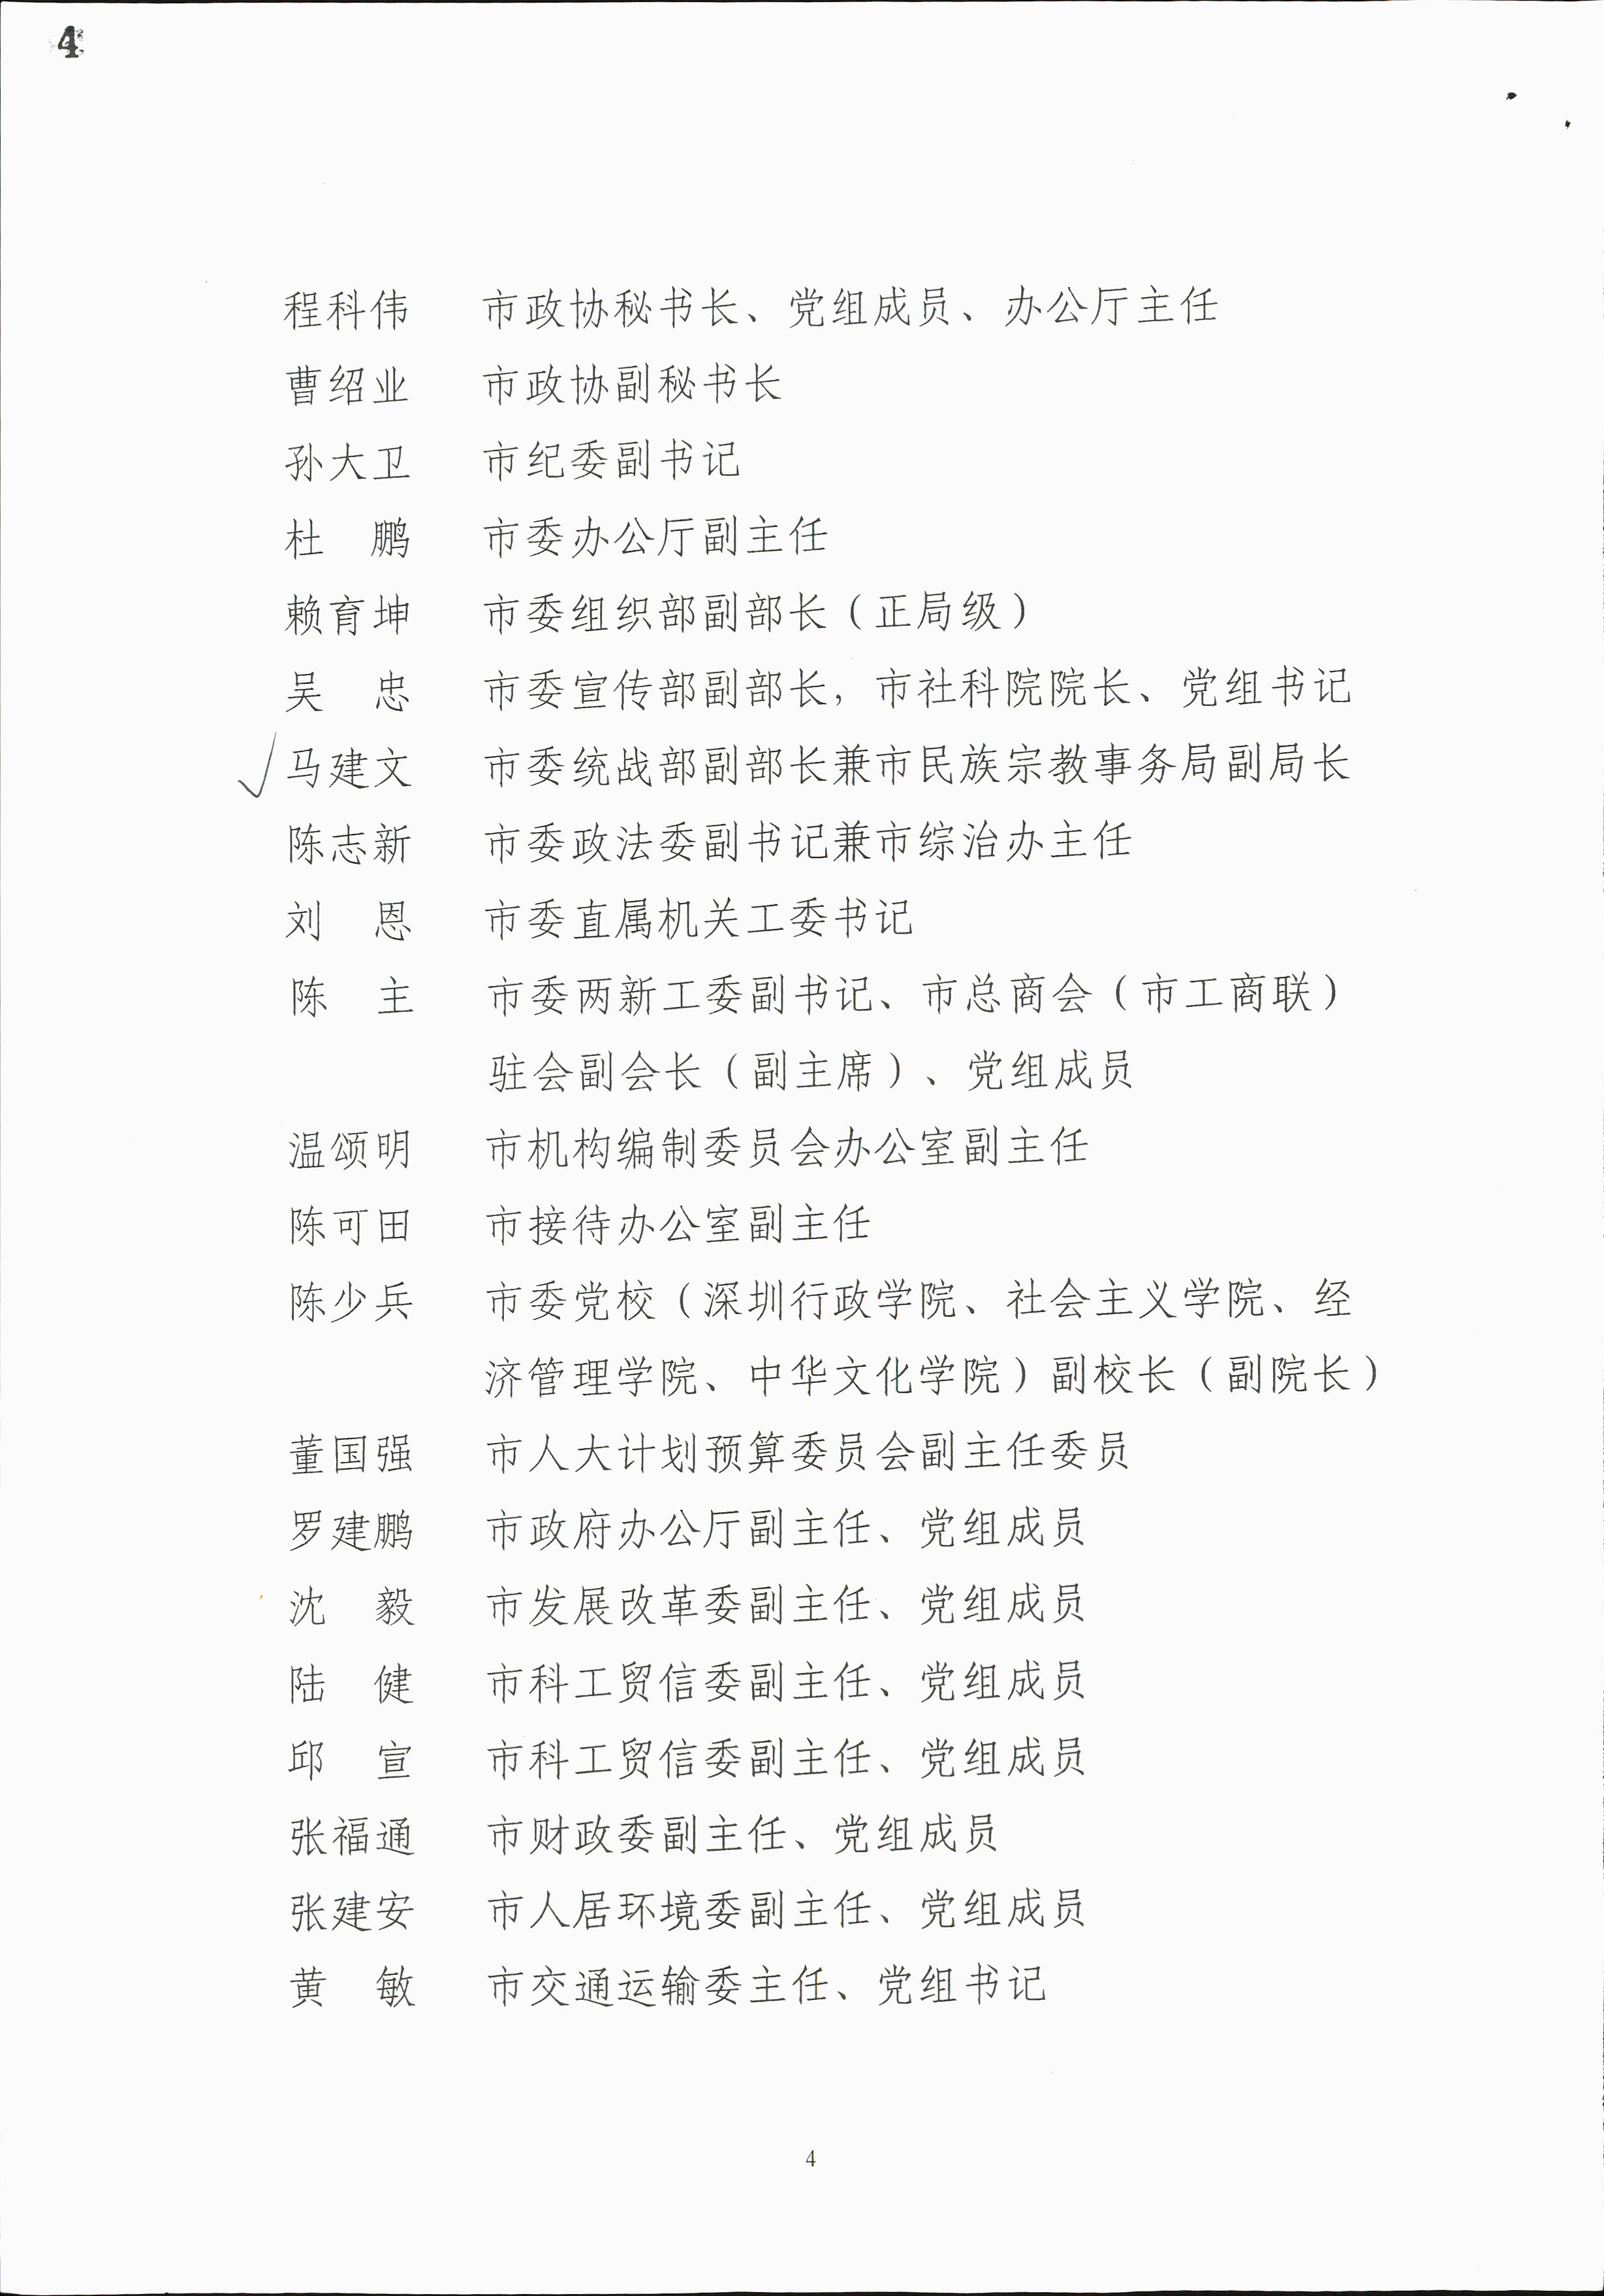 4
程科伟 市政协秘书长、党组成员、办公厅主任
曹绍业 市政协副秘书长
孙大卫 市纪委副书记
杜 鹏 市委办公厅副主任
赖育坤 市委组织部副部长（正局级）
吴 忠 市委宣传部副部长，市社科院院长、党组书记
马建文 市委统战部副部长兼市民族宗教事务局副局长
陈志新 市委政法委副书记兼市综治办主任
刘 恩 市委直属机关工委书记
陈 主 市委两新工委副书记、市总商会（市工商联）
驻会副会长（副主席）、党组成员
温颂明 市机构编制委员会办公室副主任
陈可田 市接待办公室副主任
陈少兵 市委党校（深圳行政学院、社会主义学院、经
济管理学院、中华文化学院）副校长（副院长）
董国强 市人大计划预算委员会副主任委员
罗建鹏 市政府办公厅副主任、党组成员
沈 毅 市发展改革委副主任、党组成员
陆 健 市科工贸信委副主任、党组成员
邱 宣 市科工贸信委副主任、党组成员
张福通 市财政委副主任、党组成员
张建安 市人居环境委副主任、党组成员
黄 敏 市交通运输委主任、党组书记
4